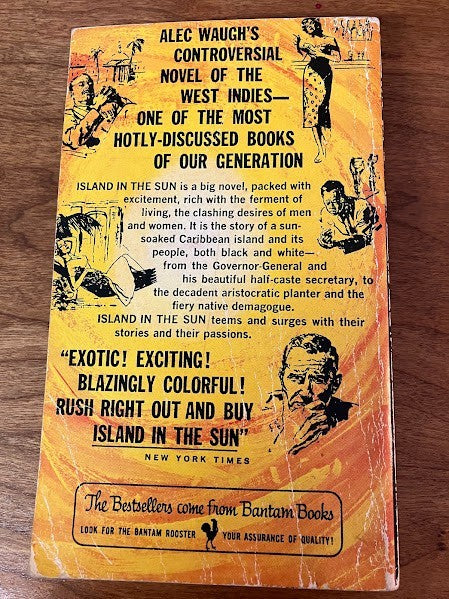 ALEC WAUGH'S
CONTROVERSIAL
NOVEL OF THE
WEST INDIES—
ONE OF THE MOST
HOTLY-DISCUSSED BOOKS
OF OUR GENERATION
ISLAND IN THE SUN is a big novel, packed with
excitement, rich with the ferment of
living, the clashing desires of men
and women. It is the story of a sun-
soaked Caribbean island and its
people, both black and white—
from the Governor-General and
his beautiful half-caste secretary, to
the decadent aristocratic planter and the
fiery native demagogue.
ISLAND IN THE SUN teems and surges with their
stories and their passions.
"EXOTIC! EXCITING!
BLAZINGLY COLORFUL!
RUSH RIGHT OUT AND BUY
ISLAND IN THE SUN"
NEW YORK TIMES
The Bestsellers come from Bantam Books
LOOK FOR THE BANTAM ROOSTER YOUR ASSURANCE OF QUALITY!